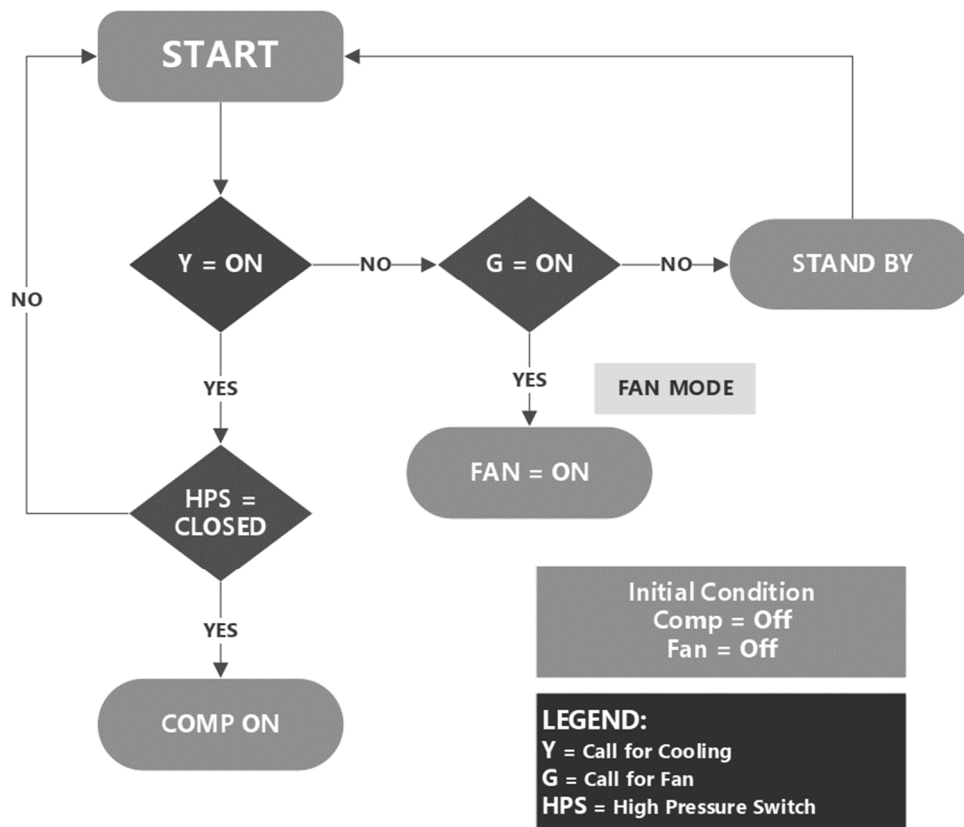 START
Y = ON
NO
G = ON
NO
STAND BY
NO
YES
YES
FAN MODE
HPS =
CLOSED
FAN = ON
YES
COMP ON
Initial Condition
Comp = Off
Fan = Off
LEGEND:
Y = Call for Cooling
G = Call for Fan
HPS = High Pressure Switch